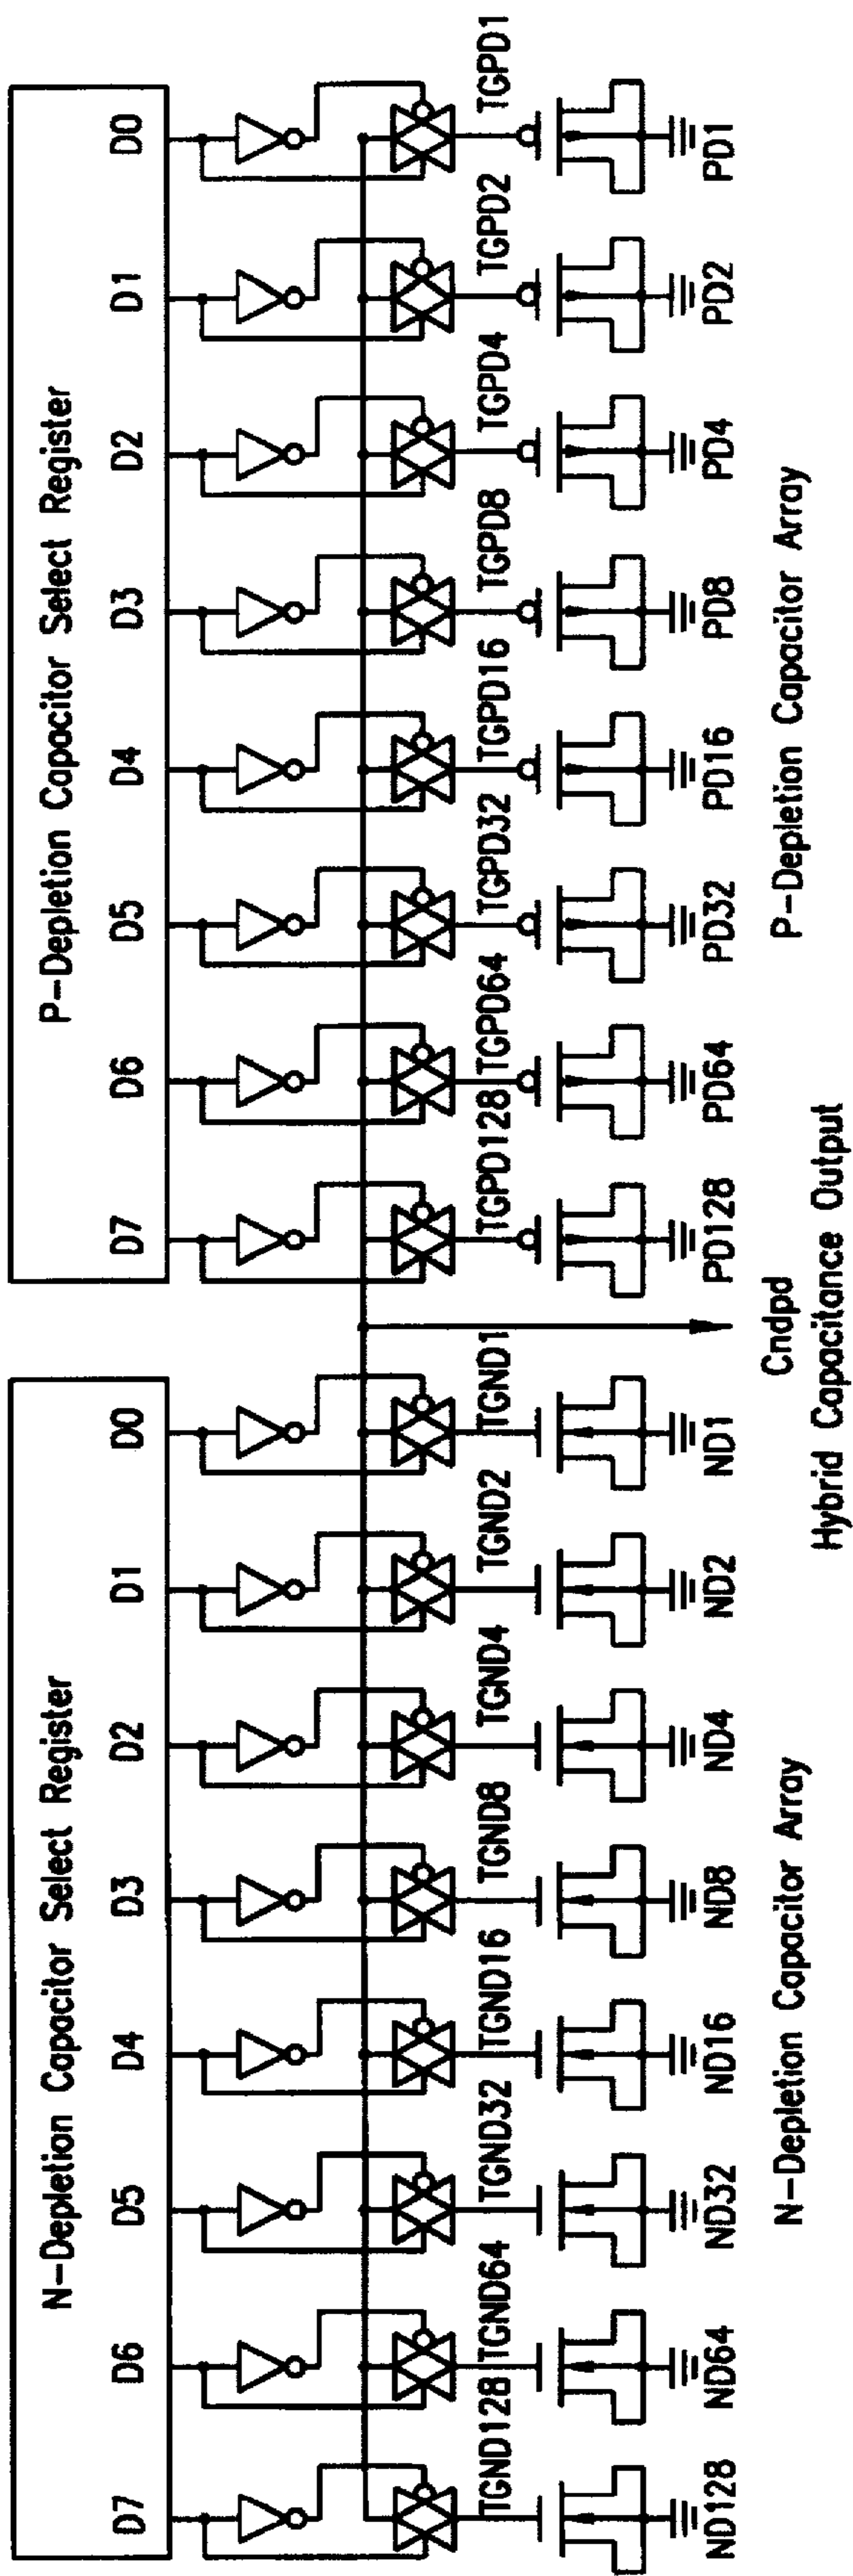 N-Depletion Capacitor Select Register
P-Depletion Capacitor Select Register
D7 D6 D5 D4 D3 D2 D1 D0
D7 D6 D5 D4 D3 D2 D1 D0
TGND128 TGND64 TGND32 TGND16 TGND8 TGND4 TGND2 TGND1
TGPD128 TGPD64 TGPD32 TGPD16 TGPD8 TGPD4 TGPD2 TGPD1
ND128 ND64 ND32 ND16 ND8 ND4 ND2 ND1
PD128 PD64 PD32 PD16 PD8 PD4 PD2 PD1
N-Depletion Capacitor Array
Cndpd
Hybrid Capacitance Output
P-Depletion Capacitor Array